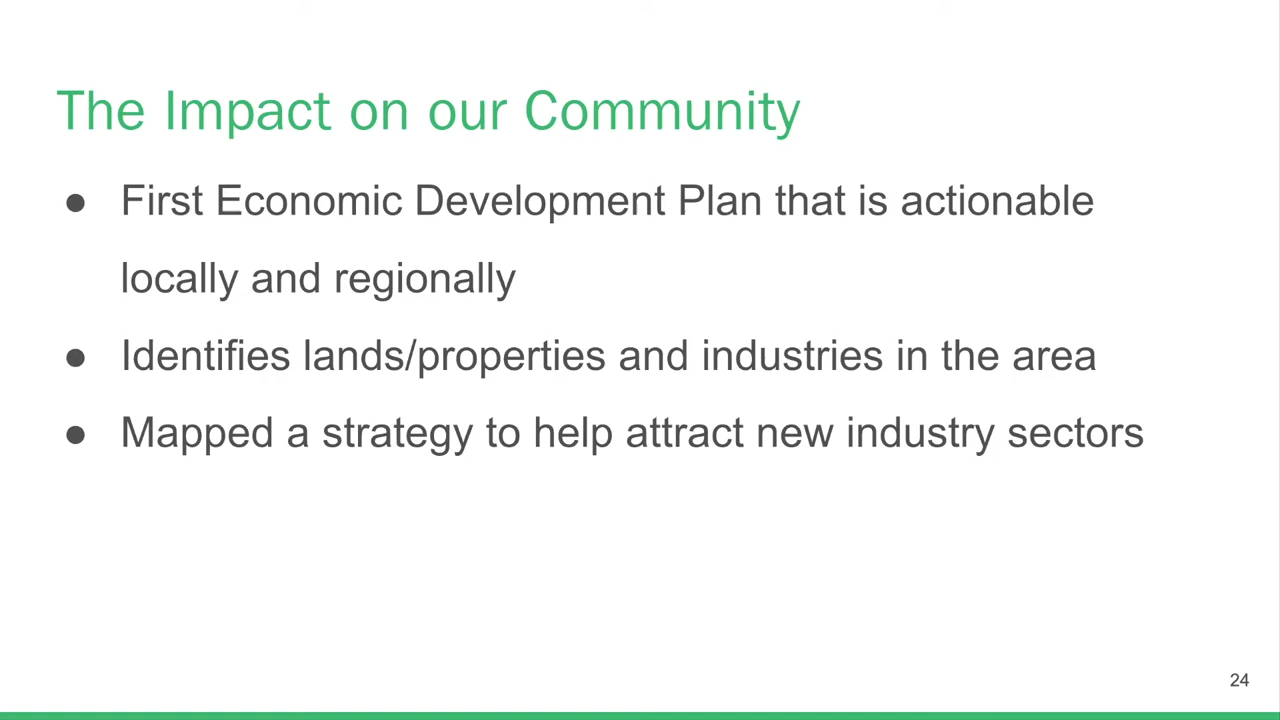 The Impact on our Community
● First Economic Development Plan that is actionable
locally and regionally
● Identifies lands/properties and industries in the area
● Mapped a strategy to help attract new industry sectors
24